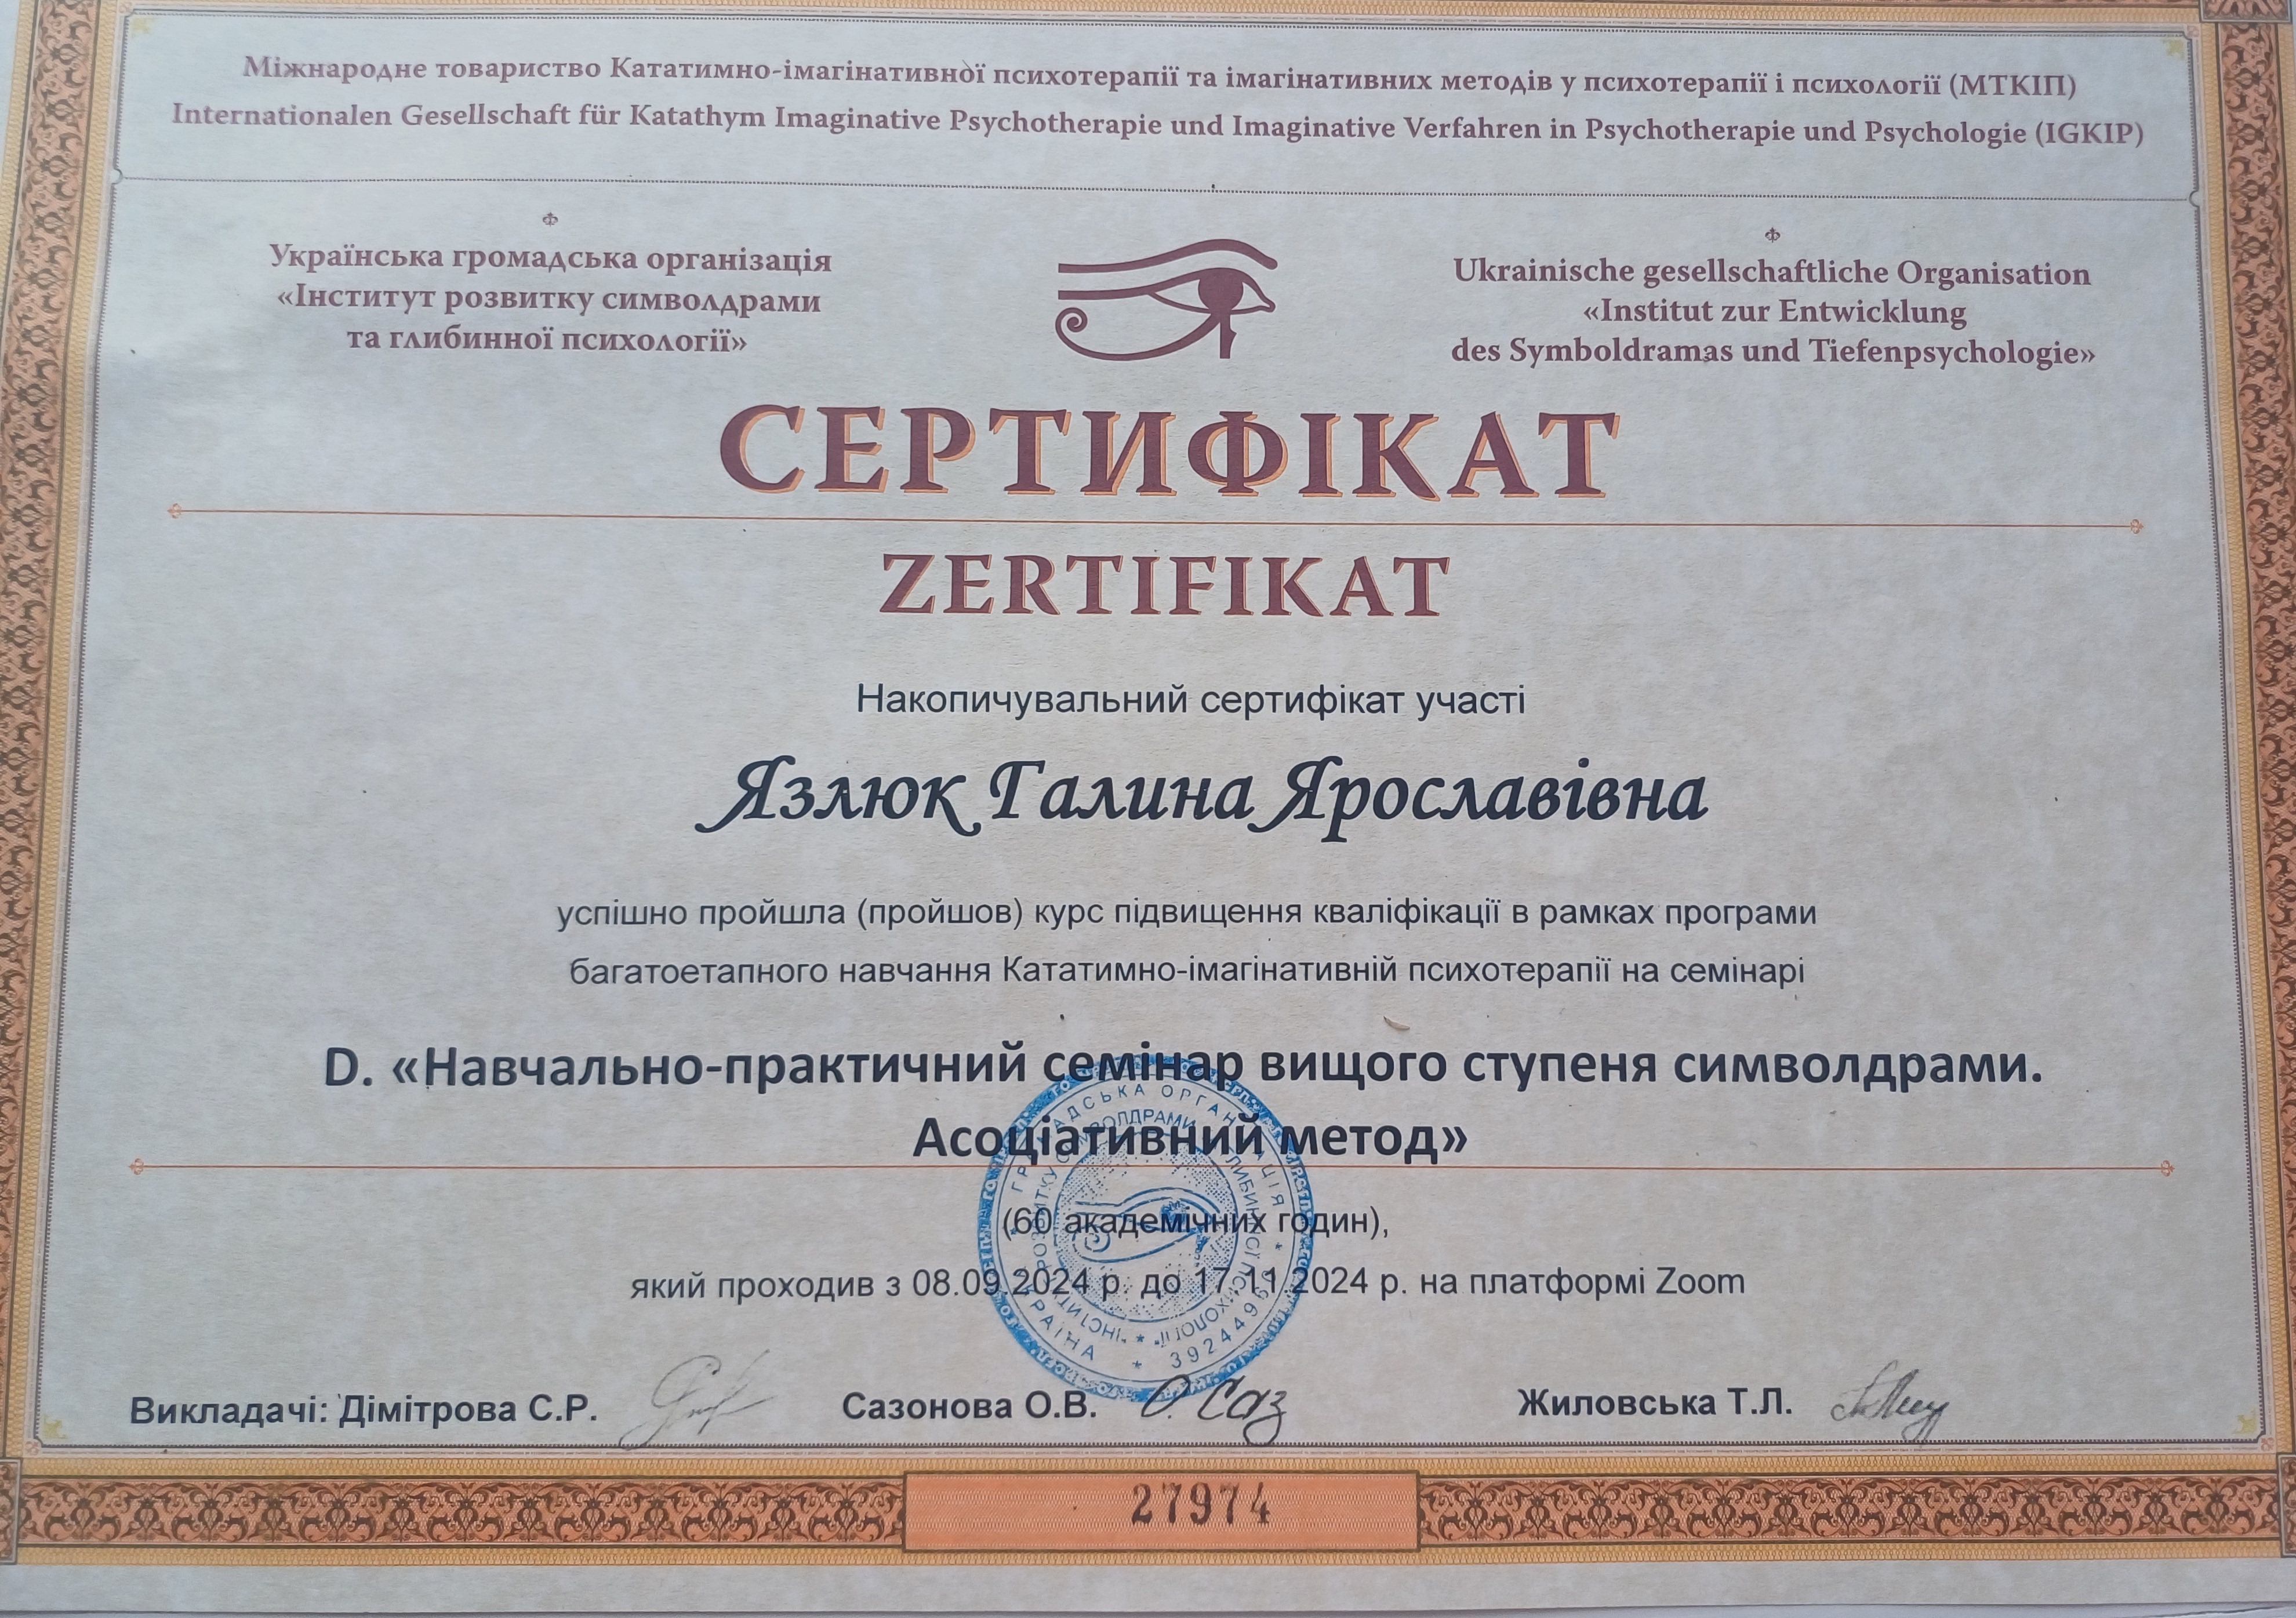 Міжнародне товариство Кататимно-імагінативної психотерапії та імагінативних методів у психотерапії і психології (МТКІП)
Internationalen Gesellschaft für Katathym Imaginative Psychotherapie und Imaginative Verfahren in Psychotherapie und Psychologie (IGKIP)
Українська громадська організація
«Інститут розвитку символдрами
та глибинної психології»
Ukrainische gesellschaftliche Organisation
«Institut zur Entwicklung
des Symboldramas und Tiefenpsychologie»
СЕРТИФІКАТ
ZERTIFIKAT
Накопичувальний сертифікат участі
Язлюк Галина Ярославівна
успішно пройшла (пройшов) курс підвищення кваліфікації в рамках програми
багатоетапного навчання Кататимно-імагінативній психотерапії на семінарі
D. «Навчально-практичний семінар вищого ступеня символдрами.
Асоціативний метод»
(60 академічних годин),
який проходив з 08.09.2024 р. до 17.11.2024 р. на платформі Zoom
Викладачі: Дімітрова С.Р. Сазонова О.В. Жиловська Т.Л.
27974